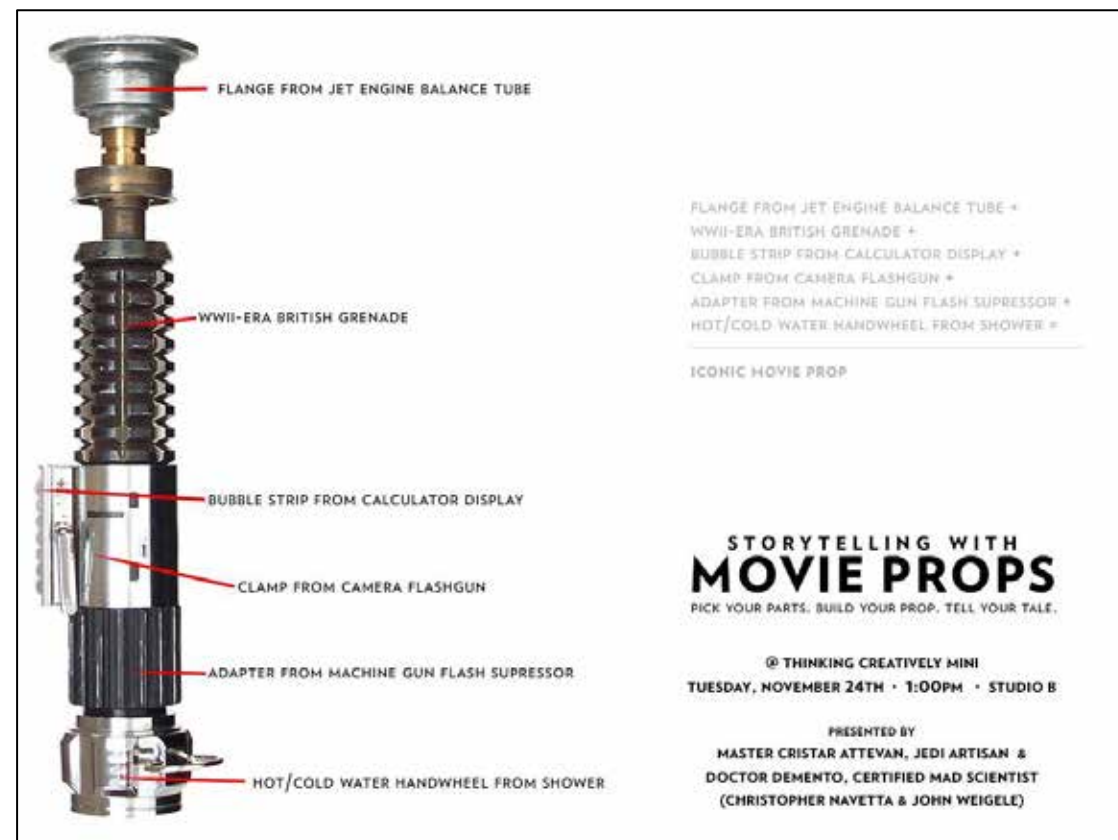 FLANGE FROM JET ENGINE BALANCE TUBE
WWII-ERA BRITISH GRENADE
BUBBLE STRIP FROM CALCULATOR DISPLAY
CLAMP FROM CAMERA FLASHGUN
ADAPTER FROM MACHINE GUN FLASH SUPRESSOR
HOT/COLD WATER HANDWHEEL FROM SHOWER
FLANGE FROM JET ENGINE BALANCE TUBE +
WWII-ERA BRITISH GRENADE +
BUBBLE STRIP FROM CALCULATOR DISPLAY +
CLAMP FROM CAMERA FLASHGUN +
ADAPTER FROM MACHINE GUN FLASH SUPRESSOR +
HOT/COLD WATER HANDWHEEL FROM SHOWER =
ICONIC MOVIE PROP
STORYTELLING WITH
MOVIE PROPS
PICK YOUR PARTS. BUILD YOUR PROP. TELL YOUR TALE.
@ THINKING CREATIVELY MINI
TUESDAY, NOVEMBER 24TH · 1:00PM · STUDIO B
PRESENTED BY
MASTER CRISTAR ATTEVAN, JEDI ARTISAN &
DOCTOR DEMENTO, CERTIFIED MAD SCIENTIST
(CHRISTOPHER NAVETTA & JOHN WEIGELE)